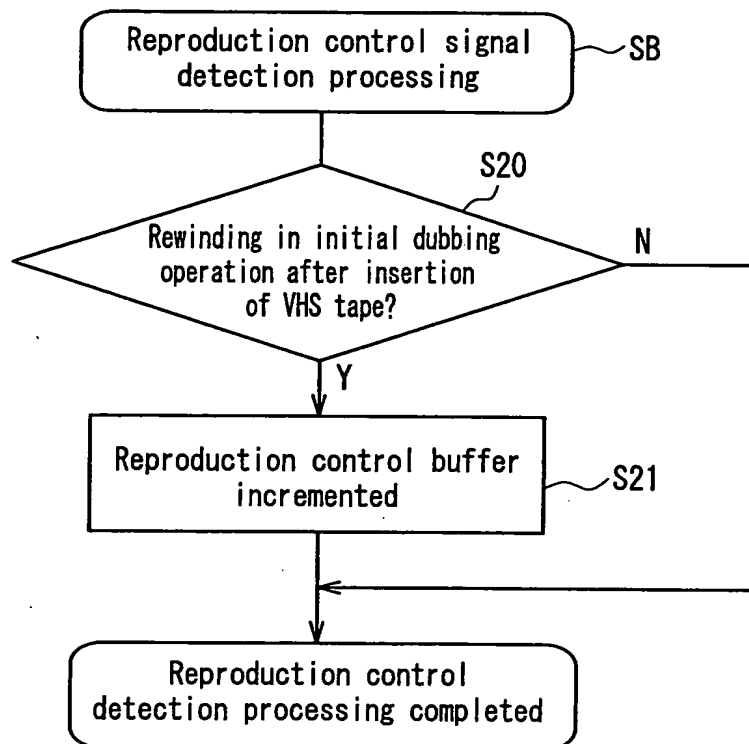 Reproduction control signal
detection processing
SB
S20
Rewinding in initial dubbing
operation after insertion
of VHS tape?
N
Y
Reproduction control buffer
incremented
S21
Reproduction control
detection processing completed